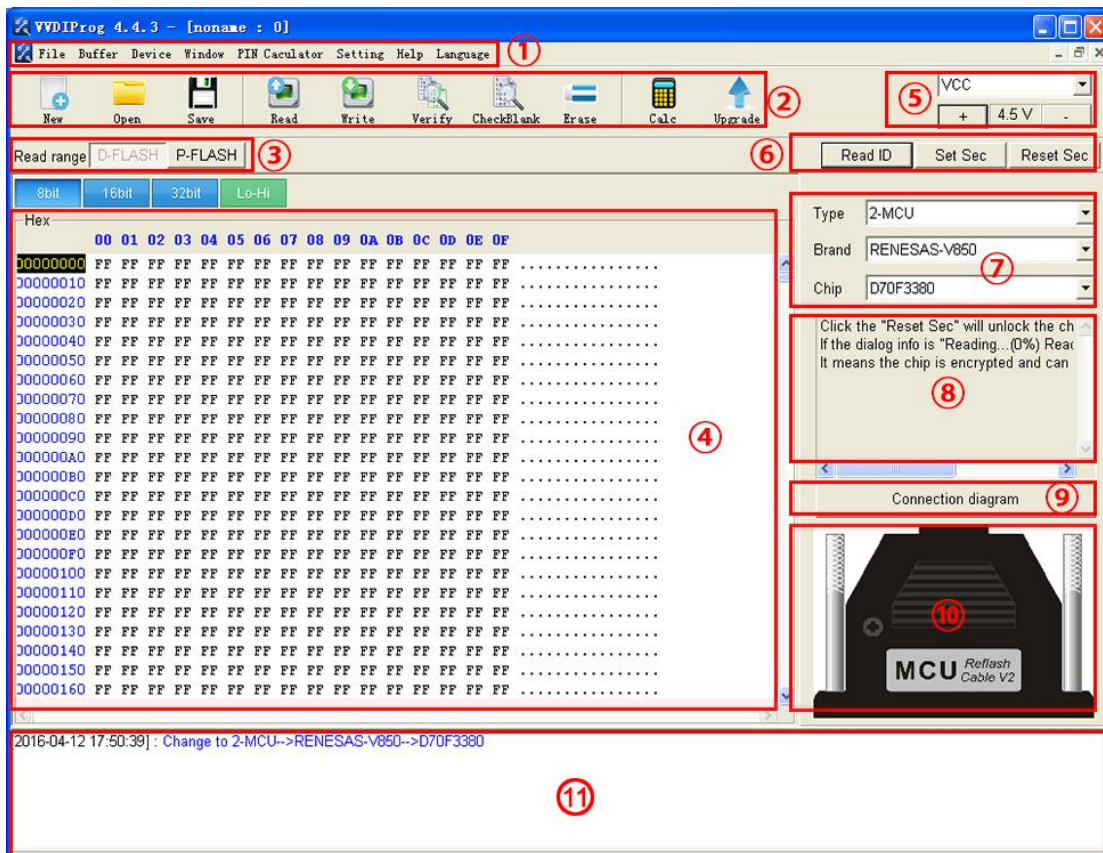 VVDIProg 4.4.3 - [noname : 0]
File Buffer Device Window PIN Caculator Setting Help Language ①
New Open Save Read Write Verify CheckBlank Erase Calc Upgrade ②
VCC
⑤ + 4.5 V -
Read range D-FLASH P-FLASH ③
⑥ Read ID Set Sec Reset Sec
8bit 16bit 32bit Lo-Hi
Hex
00 01 02 03 04 05 06 07 08 09 0A 0B 0C 0D 0E 0F
00000000 FF FF FF FF FF FF FF FF FF FF FF FF FF FF FF FF ................
00000010 FF FF FF FF FF FF FF FF FF FF FF FF FF FF FF FF ................
00000020 FF FF FF FF FF FF FF FF FF FF FF FF FF FF FF FF ................
00000030 FF FF FF FF FF FF FF FF FF FF FF FF FF FF FF FF ................
00000040 FF FF FF FF FF FF FF FF FF FF FF FF FF FF FF FF ................
00000050 FF FF FF FF FF FF FF FF FF FF FF FF FF FF FF FF ................
00000060 FF FF FF FF FF FF FF FF FF FF FF FF FF FF FF FF ................
00000070 FF FF FF FF FF FF FF FF FF FF FF FF FF FF FF FF ................
00000080 FF FF FF FF FF FF FF FF FF FF FF FF FF FF FF FF ................
00000090 FF FF FF FF FF FF FF FF FF FF FF FF FF FF FF FF ................
000000A0 FF FF FF FF FF FF FF FF FF FF FF FF FF FF FF FF ................
000000B0 FF FF FF FF FF FF FF FF FF FF FF FF FF FF FF FF ................
000000C0 FF FF FF FF FF FF FF FF FF FF FF FF FF FF FF FF ................
000000D0 FF FF FF FF FF FF FF FF FF FF FF FF FF FF FF FF ................
000000E0 FF FF FF FF FF FF FF FF FF FF FF FF FF FF FF FF ................
000000F0 FF FF FF FF FF FF FF FF FF FF FF FF FF FF FF FF ................
00000100 FF FF FF FF FF FF FF FF FF FF FF FF FF FF FF FF ................
00000110 FF FF FF FF FF FF FF FF FF FF FF FF FF FF FF FF ................
00000120 FF FF FF FF FF FF FF FF FF FF FF FF FF FF FF FF ................
00000130 FF FF FF FF FF FF FF FF FF FF FF FF FF FF FF FF ................
00000140 FF FF FF FF FF FF FF FF FF FF FF FF FF FF FF FF ................
00000150 FF FF FF FF FF FF FF FF FF FF FF FF FF FF FF FF ................
00000160 FF FF FF FF FF FF FF FF FF FF FF FF FF FF FF FF ................
④
Type 2-MCU
Brand RENESAS-V850
⑦
Chip D70F3380
Click the "Reset Sec" will unlock the ch
If the dialog info is "Reading...(0%) Read
It means the chip is encrypted and can
⑧
Connection diagram ⑨
⑩
MCU Reflash
Cable V2
[2016-04-12 17:50:39] : Change to 2-MCU-->RENESAS-V850-->D70F3380
⑪